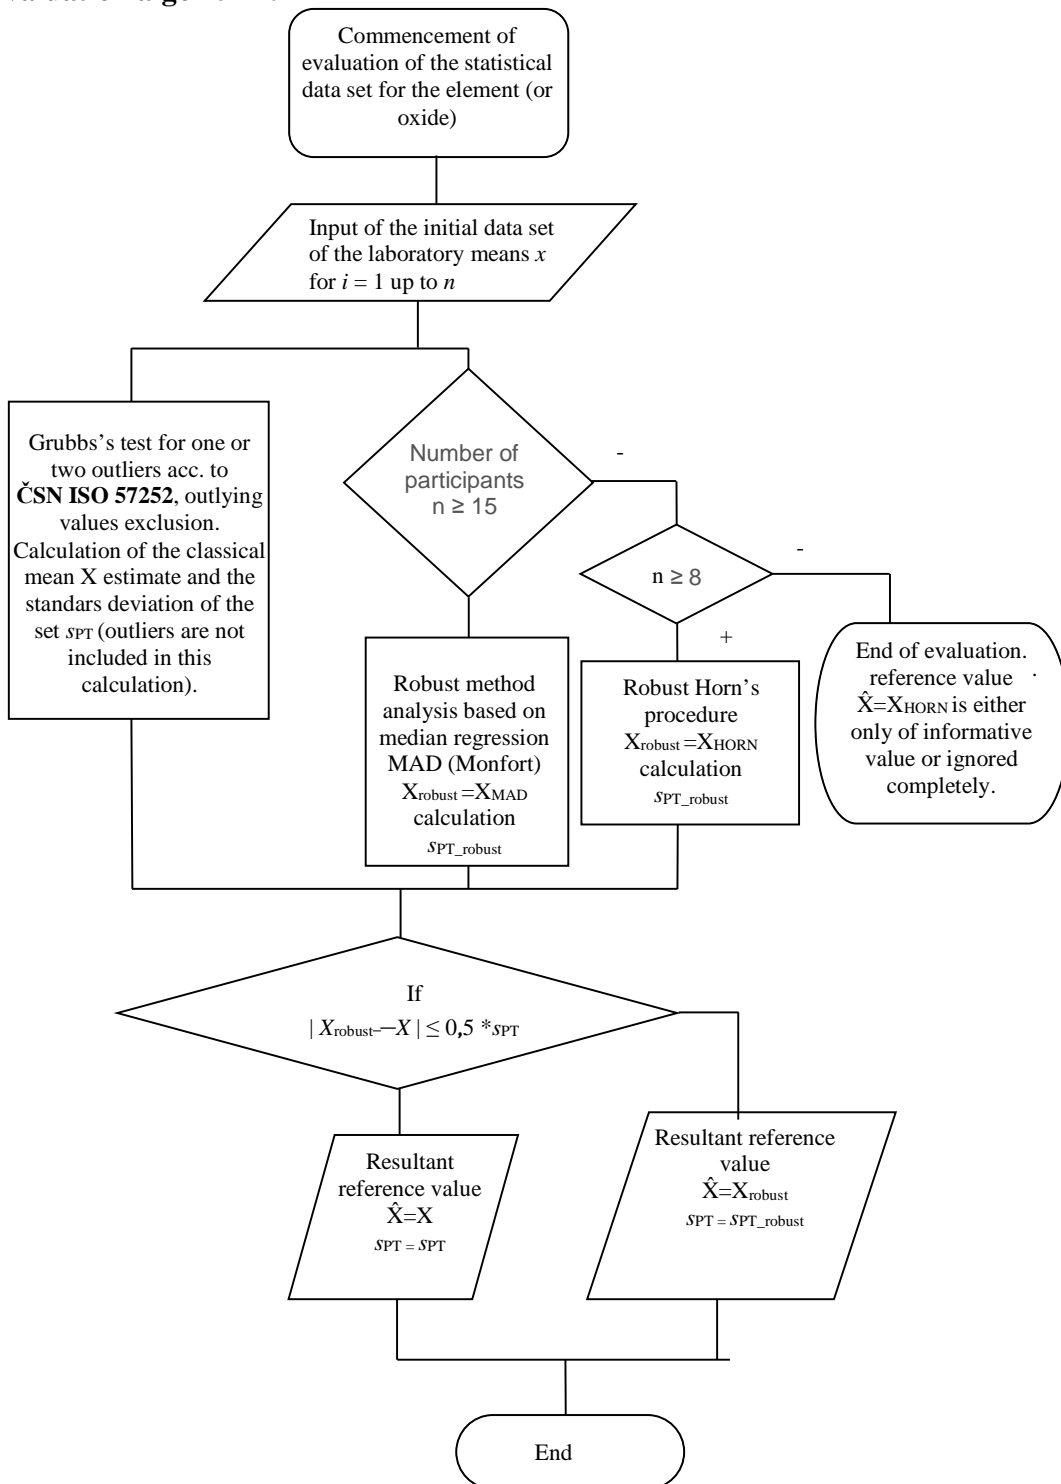 Commencement of
evaluation of the statistical
data set for the element (or
oxide)
Input of the initial data set
of the laboratory means x
for i = 1 up to n
Grubbs’s test for one or
two outliers acc. to
ČSN ISO 57252, outlying
values exclusion.
Calculation of the classical
mean X estimate and the
standars deviation of the
set sPT (outliers are not
included in this
calculation).
Number of
participants
n ≥ 15
-
n ≥ 8
-
+
Robust method
analysis based on
median regression
MAD (Monfort)
Xrobust =XMAD
calculation
sPT_robust
Robust Horn’s
procedure
Xrobust=XHORN
calculation
sPT_robust
End of evaluation.
reference value
X̂=XHORN is either
only of informative
value or ignored
completely.
If
| Xrobust-–X | ≤ 0,5 *sPT
Resultant
reference value
X̂=X
sPT = sPT
Resultant reference
value
X̂=Xrobust
sPT = sPT_robust
End